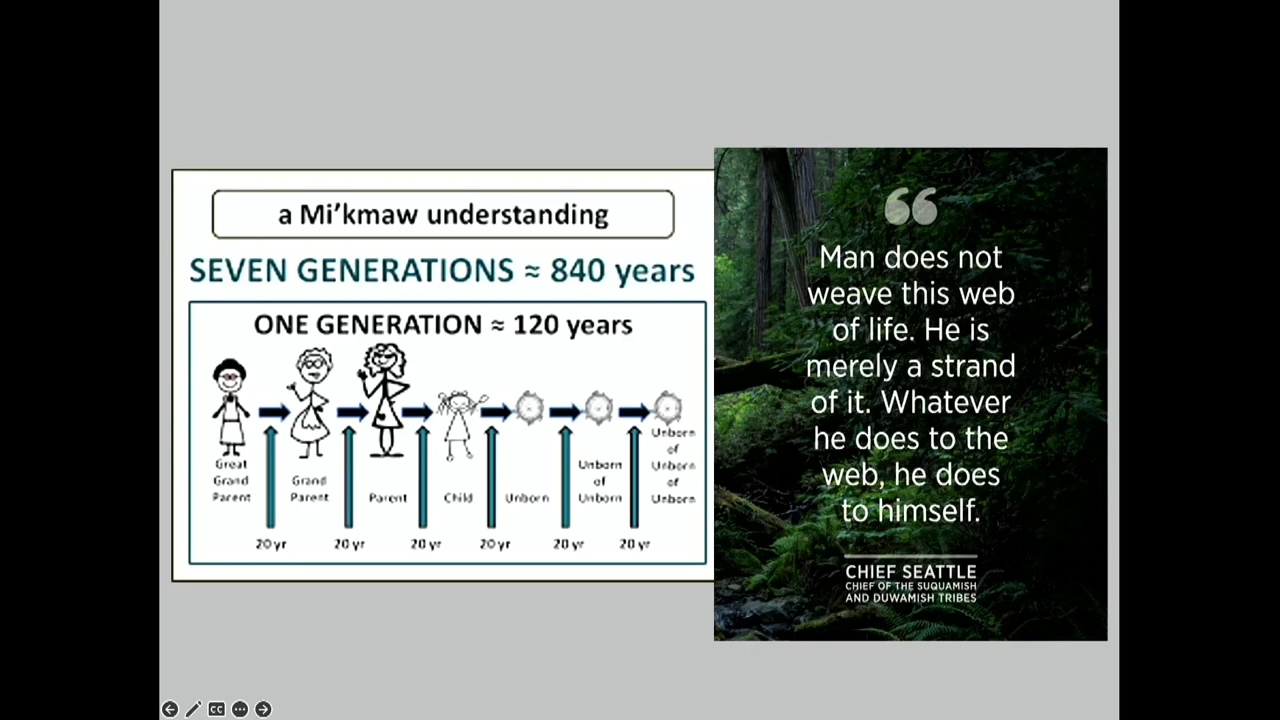 a Mi'kmaw understanding
SEVEN GENERATIONS ≈ 840 years
ONE GENERATION ≈ 120 years
Great
Grand
Parent
Grand
Parent
Parent
Child
Unborn
Unborn
of
Unborn
Unborn
of
Unborn
of
Unborn
20 yr
20 yr
20 yr
20 yr
20 yr
20 yr
“
Man does not
weave this web
of life. He is
merely a strand
of it. Whatever
he does to the
web, he does
to himself.
CHIEF SEATTLE
CHIEF OF THE SUQUAMISH
AND DUWAMISH TRIBES
CC